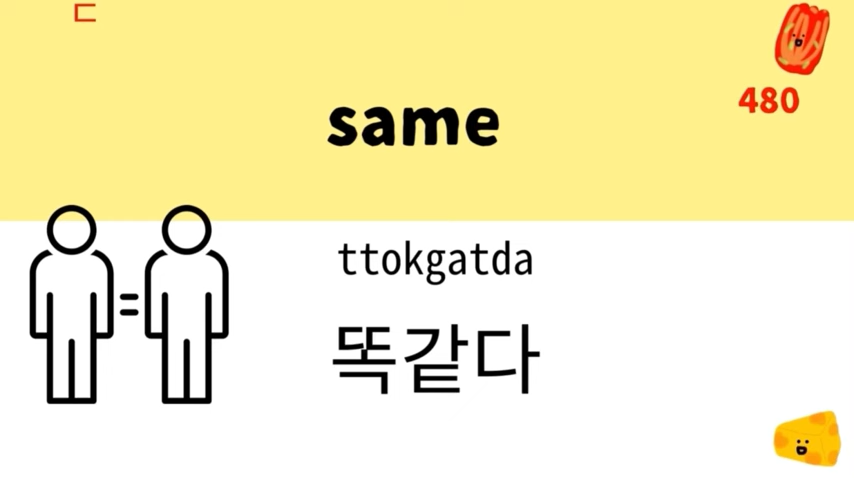 ㄷ
480
same
ttokgatda
똑같다